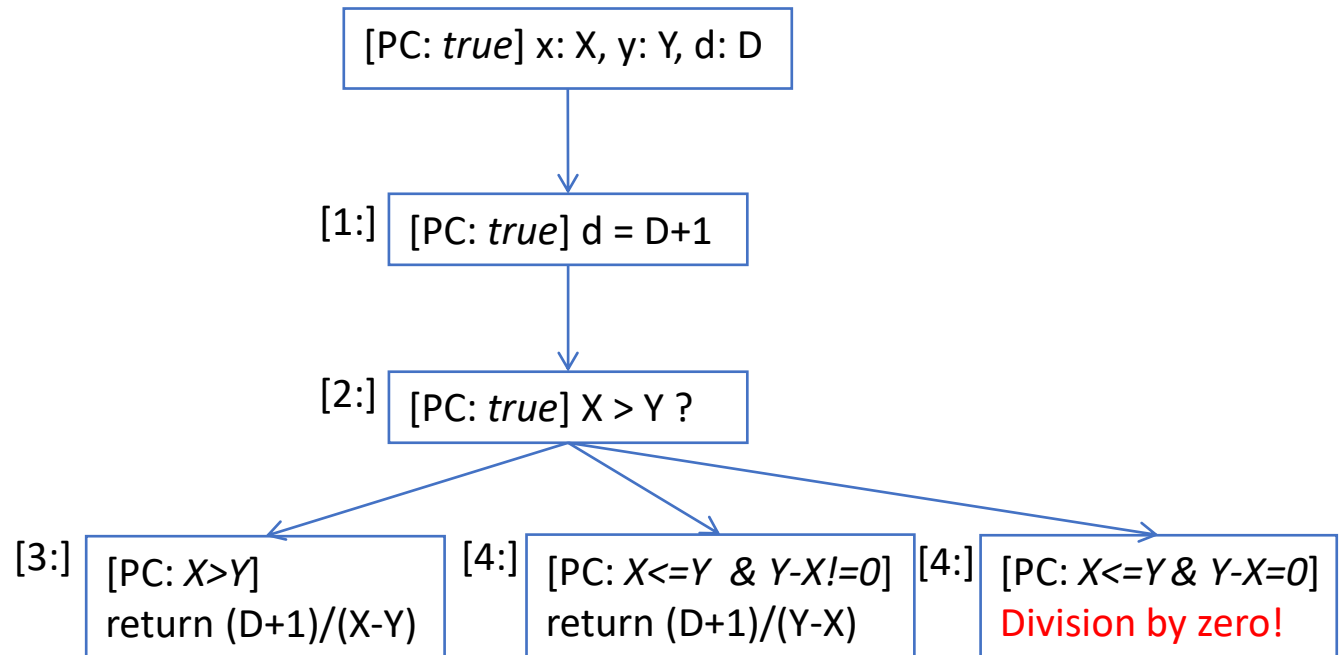 [PC: true] x: X, y: Y, d: D
[1:] [PC: true] d = D+1
[2:] [PC: true] X > Y ?
[3:] [PC: X>Y]
return (D+1)/(X-Y)
[4:] [PC: X<=Y & Y-X!=0]
return (D+1)/(Y-X)
[4:] [PC: X<=Y & Y-X=0]
Division by zero!